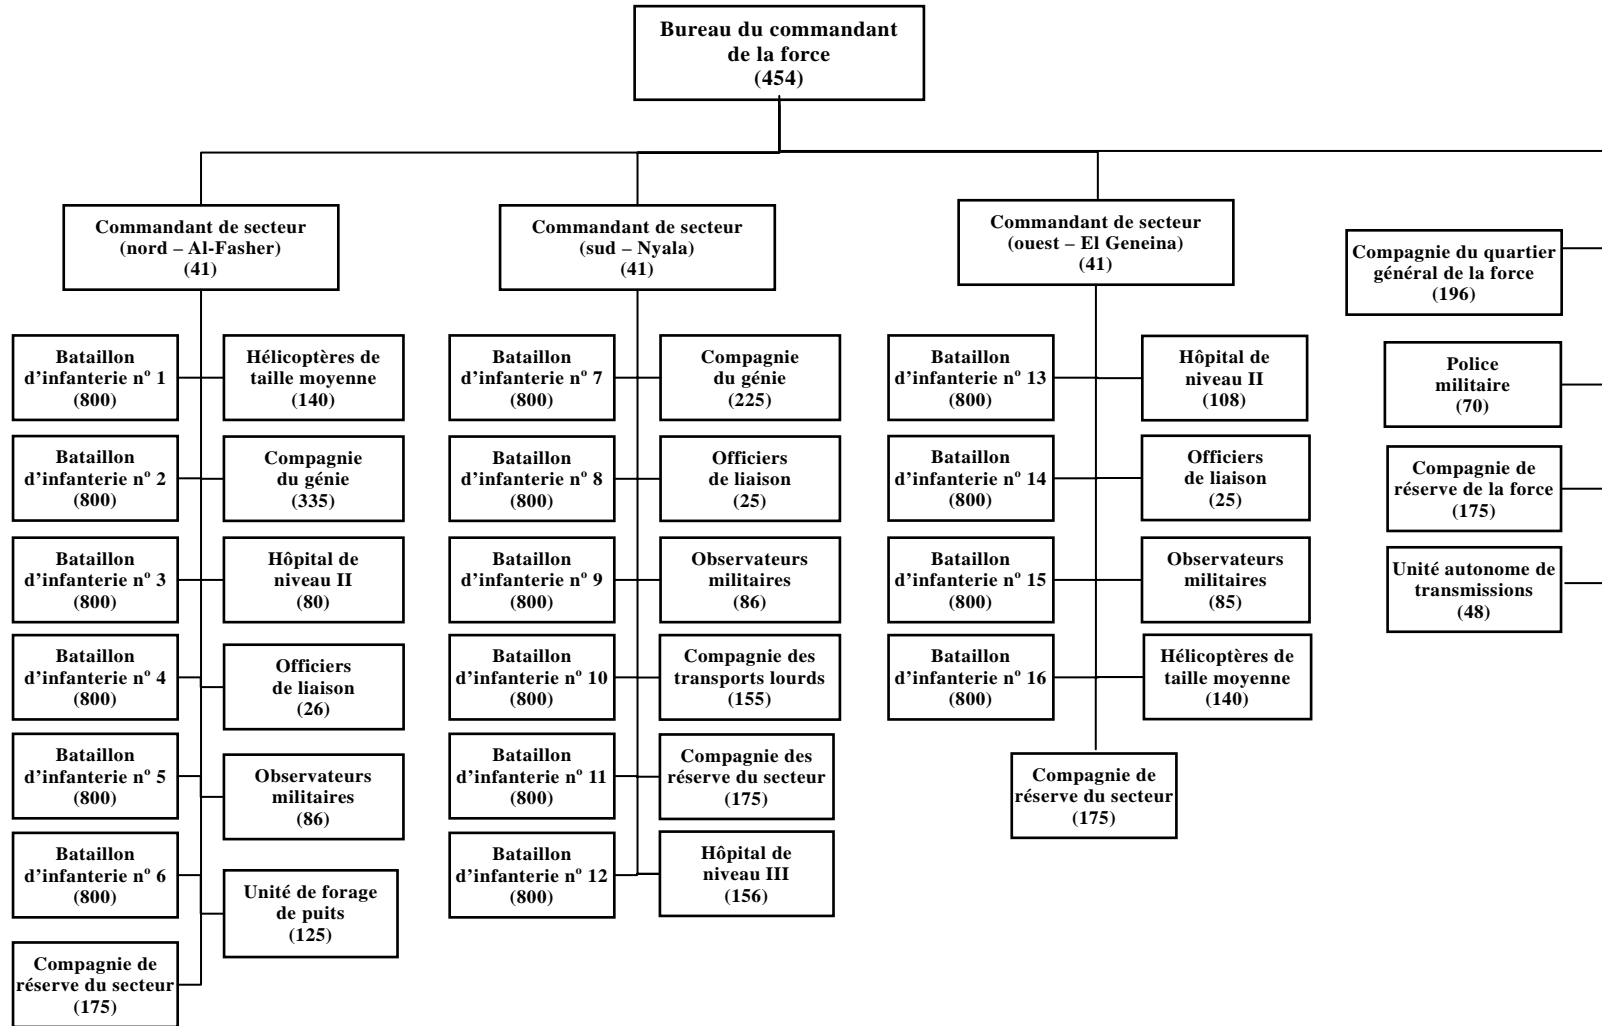 Bureau du commandant
de la force
(454)
Commandant de secteur
(nord – Al-Fasher)
(41)
Bataillon
d’infanterie nº 1
(800)
Hélicoptères de
taille moyenne
(140)
Bataillon
d’infanterie nº 2
(800)
Compagnie
du génie
(335)
Bataillon
d’infanterie nº 3
(800)
Hôpital de
niveau II
(80)
Bataillon
d’infanterie nº 4
(800)
Officiers
de liaison
(26)
Bataillon
d’infanterie nº 5
(800)
Observateurs
militaires
(86)
Bataillon
d’infanterie nº 6
(800)
Unité de forage
de puits
(125)
Compagnie de
réserve du secteur
(175)
Commandant de secteur
(sud – Nyala)
(41)
Bataillon
d’infanterie nº 7
(800)
Compagnie
du génie
(225)
Bataillon
d’infanterie nº 8
(800)
Officiers
de liaison
(25)
Bataillon
d’infanterie nº 9
(800)
Observateurs
militaires
(86)
Bataillon
d’infanterie nº 10
(800)
Compagnie des
transports lourds
(155)
Bataillon
d’infanterie nº 11
(800)
Compagnie des
réserve du secteur
(175)
Bataillon
d’infanterie nº 12
(800)
Hôpital de
niveau III
(156)
Commandant de secteur
(ouest – El Geneina)
(41)
Bataillon
d’infanterie nº 13
(800)
Hôpital de
niveau II
(108)
Bataillon
d’infanterie nº 14
(800)
Officiers
de liaison
(25)
Bataillon
d’infanterie nº 15
(800)
Observateurs
militaires
(85)
Bataillon
d’infanterie nº 16
(800)
Hélicoptères de
taille moyenne
(140)
Compagnie de
réserve du secteur
(175)
Compagnie du quartier
général de la force
(196)
Police
militaire
(70)
Compagnie de
réserve de la force
(175)
Unité autonome de
transmissions
(48)